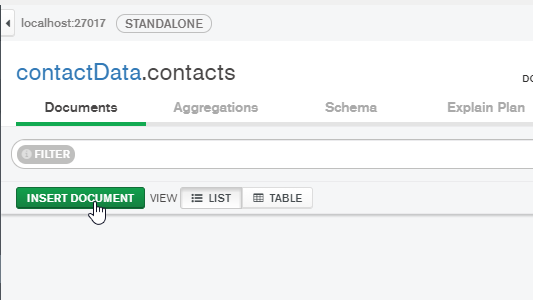 localhost:27017 STANDALONE
contactData.contacts
DO
Documents Aggregations Schema Explain Plan
FILTER
INSERT DOCUMENT VIEW LIST TABLE